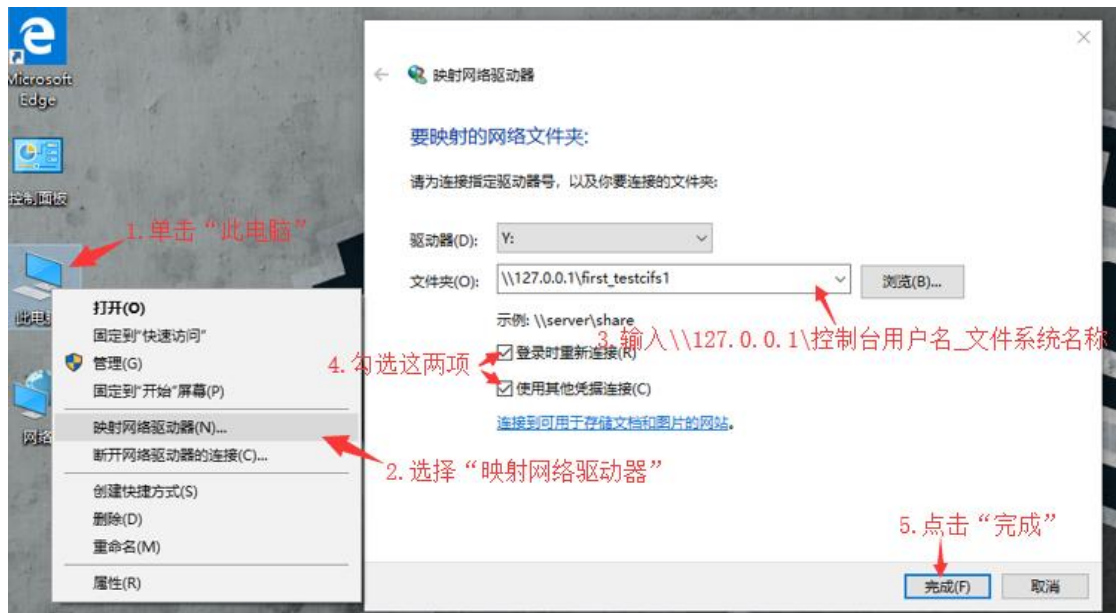 Microsoft
Edge
控制面板
1.单击“此电脑”
此电
打开(O)
固定到"快速访问"
管理(G)
固定到"开始"屏幕(P)
映射网络驱动器(N)...
断开网络驱动器的连接(C)...
创建快捷方式(S)
删除(D)
重命名(M)
属性(R)
网络
2.选择“映射网络驱动器”
映射网络驱动器
要映射的网络文件夹:
请为连接指定驱动器号，以及你要连接的文件夹:
驱动器(D): Y:
文件夹(O): \\127.0.0.1\first_testcifs1 浏览(B)...
示例: \\server\share
3.输入\\127.0.0.1\控制台用户名_文件系统名称
登录时重新连接(R)
4.勾选这两项
使用其他凭据连接(C)
连接到可用于存储文档和图片的网站。
5.点击“完成”
完成(F) 取消